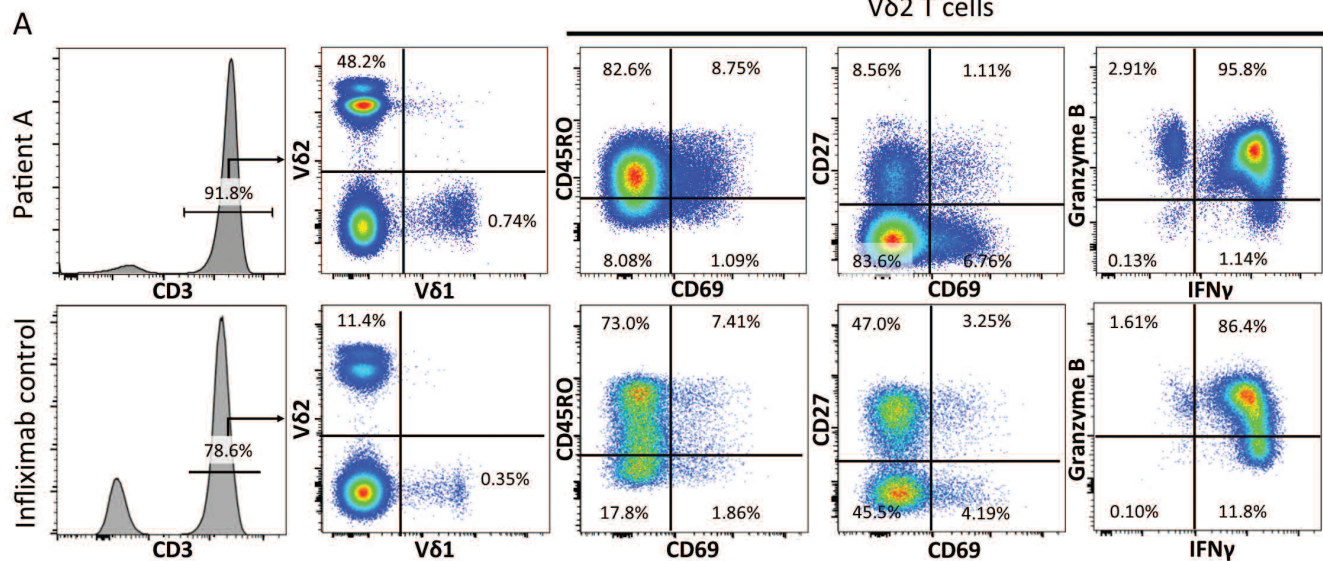 Vδ2 T cells
A
Patient A
91.8%
CD3
48.2%
0.74%
Vδ2
Vδ1
82.6% 8.75%
8.08% 1.09%
CD45RO
CD69
8.56% 1.11%
83.6% 6.76%
CD27
CD69
2.91% 95.8%
0.13% 1.14%
Granzyme B
IFNγ
Infliximab control
78.6%
CD3
11.4%
0.35%
Vδ2
Vδ1
73.0% 7.41%
17.8% 1.86%
CD45RO
CD69
47.0% 3.25%
45.5% 4.19%
CD27
CD69
1.61% 86.4%
0.10% 11.8%
Granzyme B
IFNγ